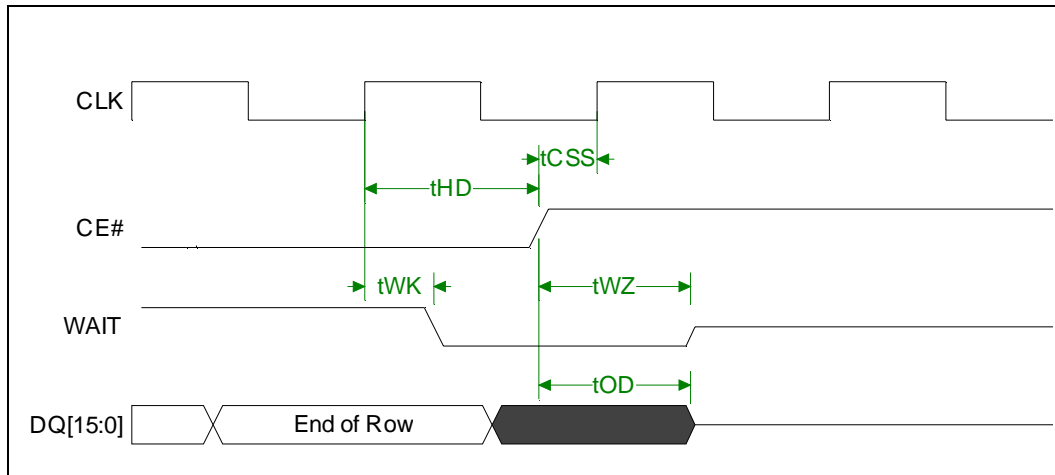 CLK
tCSS
tHD
CE#
tWK
tWZ
WAIT
tOD
DQ[15:0]
End of Row